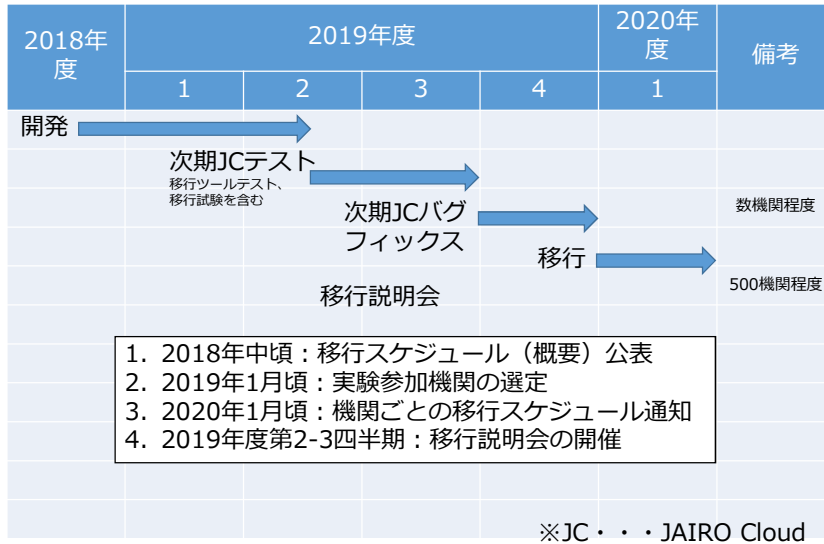 2018年
度
2019年度
2020年
度
備考
1
2
3
4
1
開発
次期JCテスト
移行ツールテスト、
移行試験を含む
次期JCバグ
フィックス
数機関程度
移行
500機関程度
移行説明会
1. 2018年中頃：移行スケジュール（概要）公表
2. 2019年1月頃：実験参加機関の選定
3. 2020年1月頃：機関ごとの移行スケジュール通知
4. 2019年度第2-3四半期：移行説明会の開催
※JC・・・JAIRO Cloud